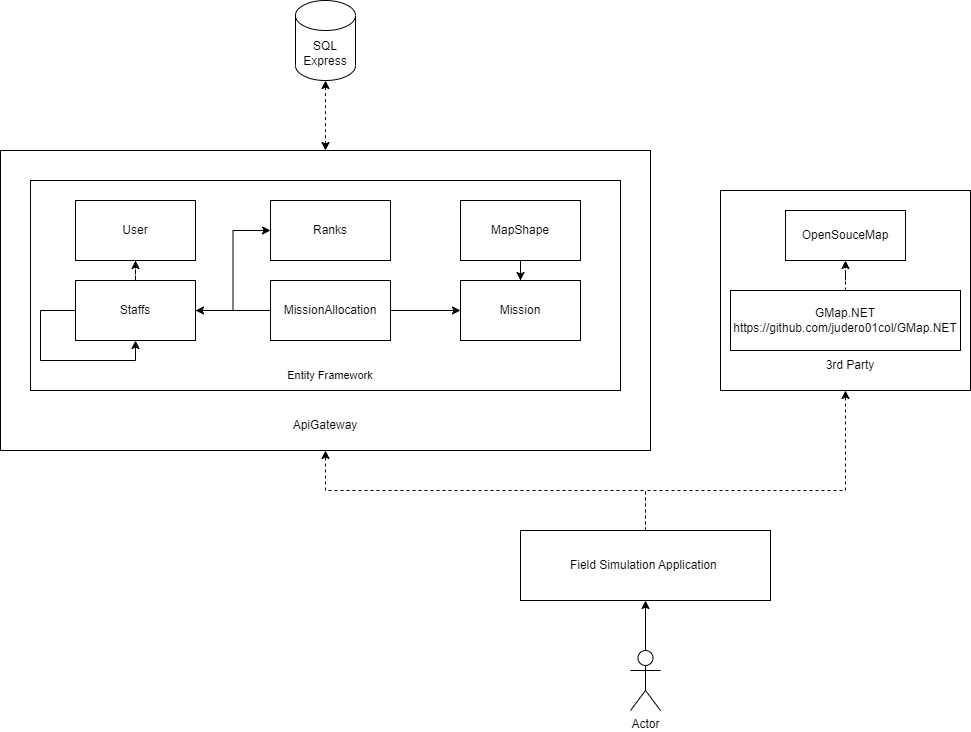 SQL
Express
User
Ranks
MapShape
OpenSouceMap
Staffs
MissionAllocation
Mission
GMap.NET
https://github.com/judero01col/GMap.NET
3rd Party
Entity Framework
ApiGateway
Field Simulation Application
Actor